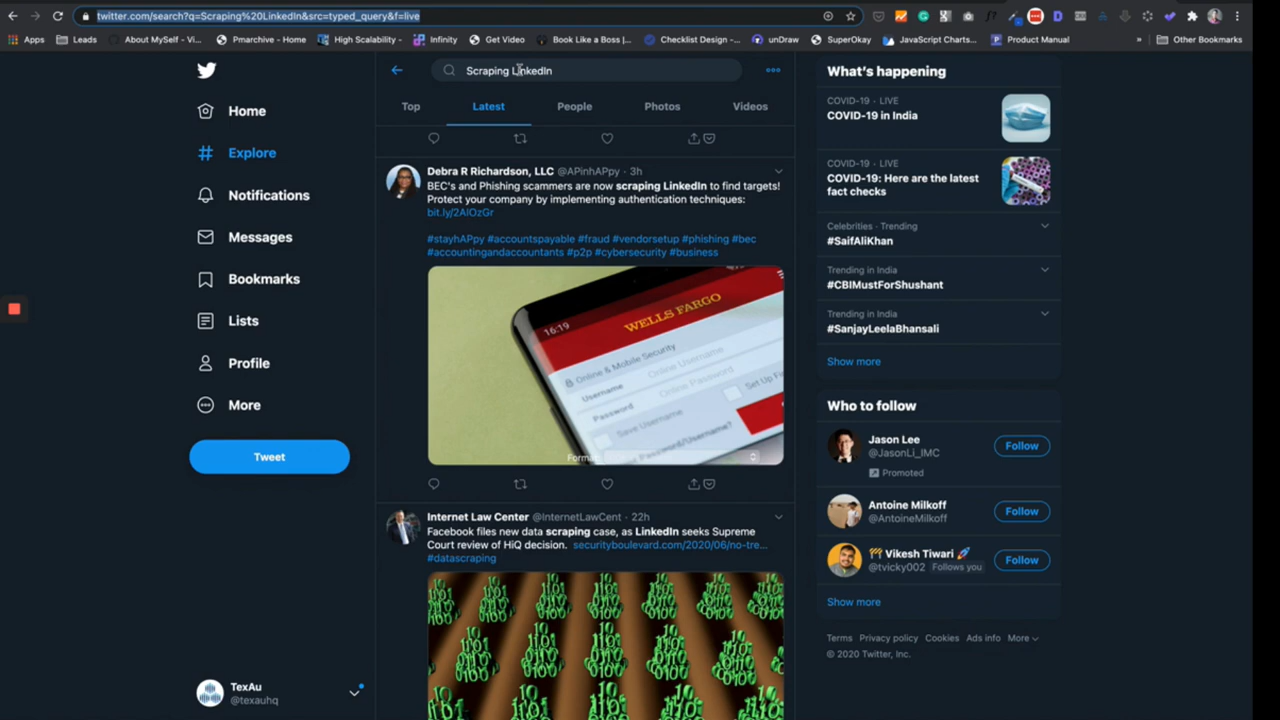 twitter.com/search?q=Scraping%20LinkedIn&src=typed_query&f=live
Apps
Leads
About MySelf - Vi...
Pmarchive - Home
High Scalability -
Infinity
Get Video
Book Like a Boss |...
Checklist Design -...
unDraw
SuperOkay
JavaScript Charts...
Product Manual
»
Other Bookmarks
Scraping LinkedIn
Top
Latest
People
Photos
Videos
Home
Explore
Notifications
Messages
Bookmarks
Lists
Profile
More
Tweet
TexAu
@texauhq
Debra R Richardson, LLC @APinhAPpy · 3h
BEC's and Phishing scammers are now scraping LinkedIn to find targets!
Protect your company by implementing authentication techniques:
bit.ly/2AlOzGr
#stayhAPpy #accountspayable #fraud #vendorsetup #phishing #bec
#accountingandaccountants #p2p #cybersecurity #business
16:19
WELLS FARGO
Online & Mobile Security
Username
Online Username
Password
Online Password
Save Username
Set Up
Password/Username?
Internet Law Center @InternetLawCent · 22h
Facebook files new data scraping case, as LinkedIn seeks Supreme
Court review of HiQ decision. securityboulevard.com/2020/06/no-tre...
#datascraping
What's happening
COVID-19 · LIVE
COVID-19 in India
COVID-19 · LIVE
COVID-19: Here are the latest
fact checks
Celebrities · Trending
#SaifAliKhan
Trending in India
#CBIMustForShushant
Trending in India
#SanjayLeelaBhansali
Show more
Who to follow
Jason Lee
@JasonLi_IMC
Follow
Promoted
Antoine Milkoff
@AntoineMilkoff
Follow
Vikesh Tiwari
@tvicky002 Follows you
Follow
Show more
Terms Privacy policy Cookies Ads info More
© 2020 Twitter, Inc.